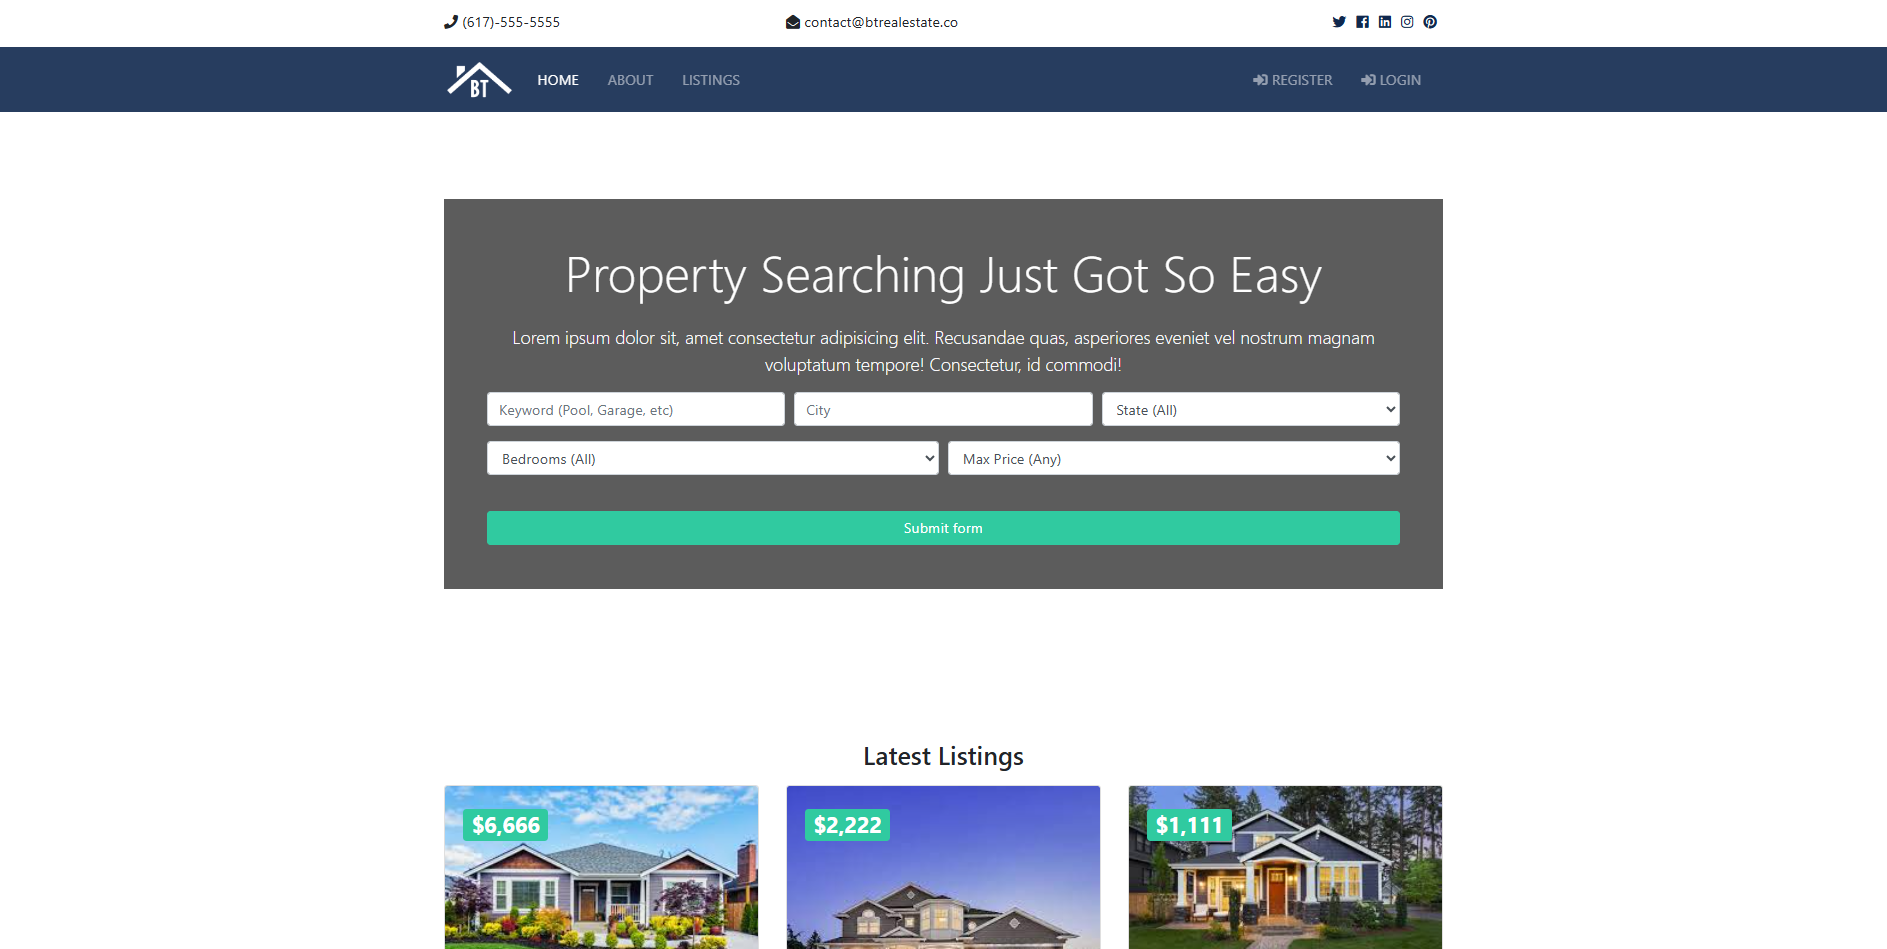 (617)-555-5555
contact@btrealestate.co
BT
HOME
ABOUT
LISTINGS
REGISTER
LOGIN
Property Searching Just Got So Easy
Lorem ipsum dolor sit, amet consectetur adipisicing elit. Recusandae quas, asperiores eveniet vel nostrum magnam
voluptatum tempore! Consectetur, id commodi!
Keyword (Pool, Garage, etc)
City
State (All)
Bedrooms (All)
Max Price (Any)
Submit form
Latest Listings
$6,666
$2,222
$1,111